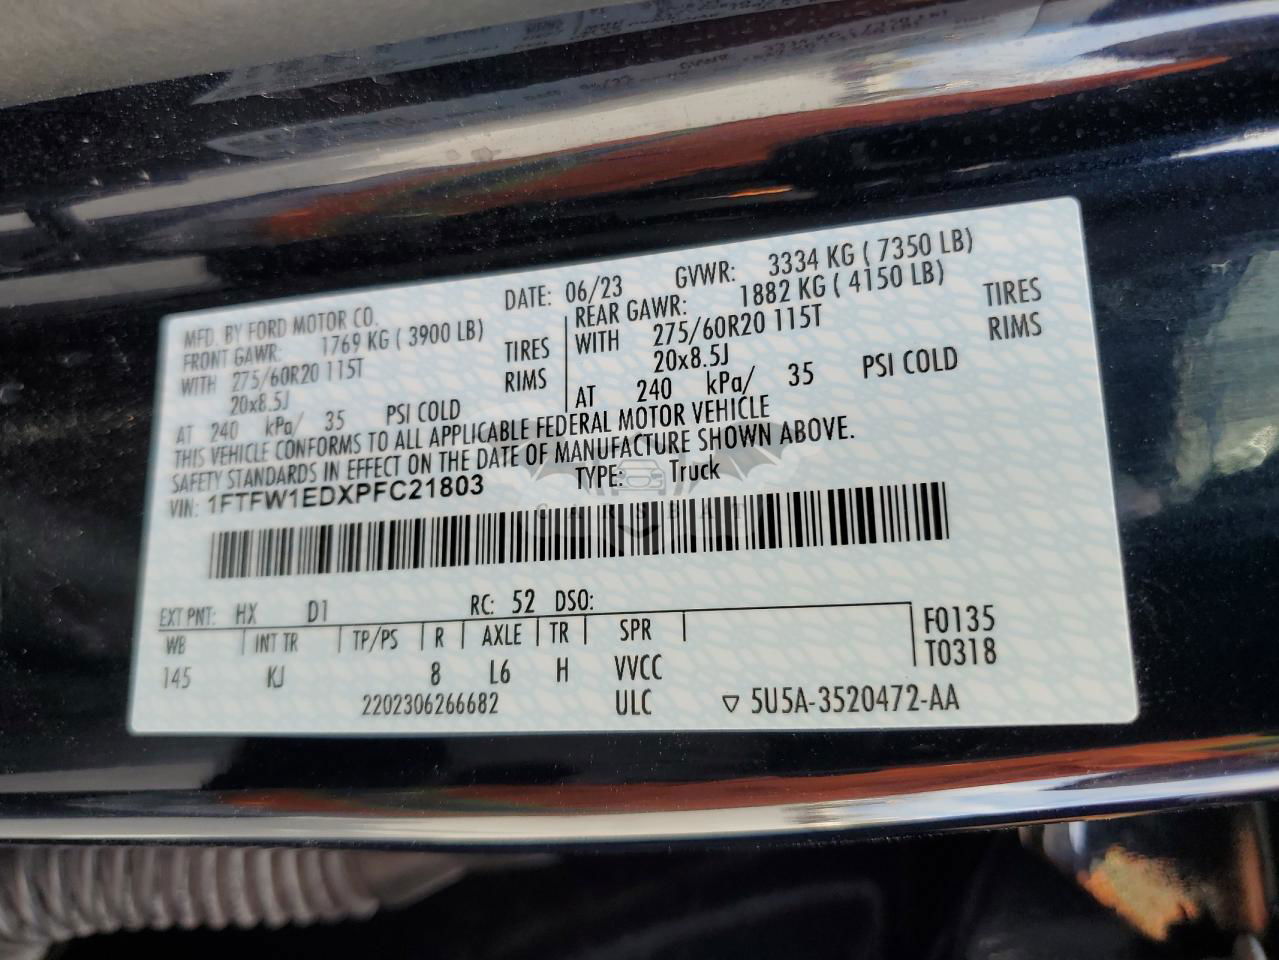 MFD. BY FORD MOTOR CO.
DATE: 06/23 GVWR: 3334 KG ( 7350 LB)
FRONT GAWR: 1769 KG ( 3900 LB)
WITH 275/60R20 115T TIRES
20x8.5J RIMS
AT 240 kPa/ 35 PSI COLD
REAR GAWR: 1882 KG ( 4150 LB)
WITH 275/60R20 115T TIRES
20x8.5J RIMS
AT 240 kPa/ 35 PSI COLD
THIS VEHICLE CONFORMS TO ALL APPLICABLE FEDERAL MOTOR VEHICLE
SAFETY STANDARDS IN EFFECT ON THE DATE OF MANUFACTURE SHOWN ABOVE.
VIN: 1FTFW1EDXPFC21803 TYPE: Truck
CARSBAT
EXT PNT: HX D1 RC: 52 DSO:
WB INT TR TP/PS R AXLE TR SPR F0135
145 KJ 8 L6 H VVCC T0318
2202306266682 ULC ▽ 5U5A-3520472-AA